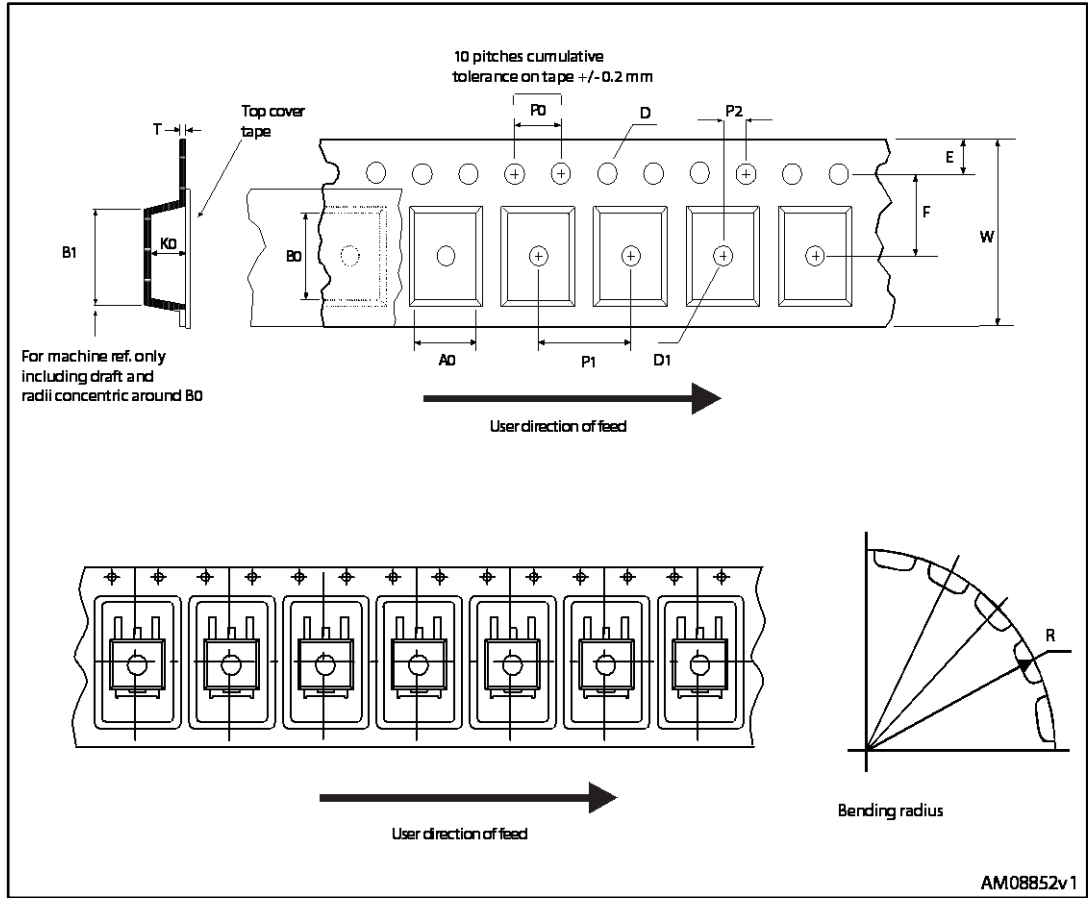 10 pitches cumulative
tolerance on tape +/- 0.2 mm
Top cover
tape
T
P0
D
P2
E
F
W
B1
K0
B0
A0
P1
D1
For machine ref. only
including draft and
radii concentric around B0
User direction of feed
R
Bending radius
User direction of feed
AM08852v1